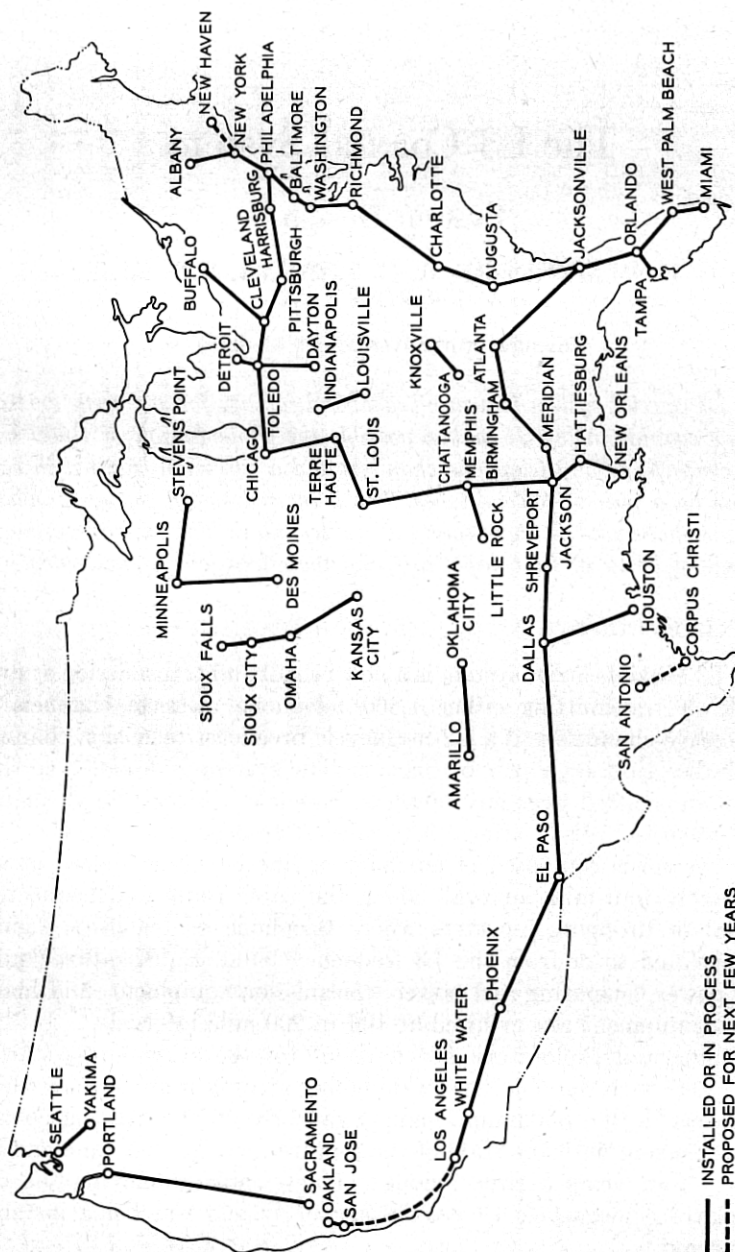 SEATTLE
YAKIMA
PORTLAND
SACRAMENTO
OAKLAND
SAN JOSE
LOS ANGELES
WHITE WATER
PHOENIX
EL PASO
AMARILLO
OKLAHOMA
CITY
DALLAS
SAN ANTONIO
CORPUS CHRISTI
HOUSTON
SIOUX FALLS
SIOUX CITY
OMAHA
KANSAS
CITY
MINNEAPOLIS
DES MOINES
STEVENS POINT
CHICAGO
TERRE
HAUTE
ST. LOUIS
LITTLE ROCK
MEMPHIS
SHREVEPORT
JACKSON
BIRMINGHAM
MERIDIAN
HATTIESBURG
NEW ORLEANS
CHATTANOOGA
KNOXVILLE
ATLANTA
DETROIT
TOLEDO
DAYTON
INDIANAPOLIS
LOUISVILLE
BUFFALO
CLEVELAND
PITTSBURGH
HARRISBURG
ALBANY
NEW HAVEN
NEW YORK
PHILADELPHIA
BALTIMORE
WASHINGTON
RICHMOND
CHARLOTTE
AUGUSTA
JACKSONVILLE
ORLANDO
TAMPA
WEST PALM BEACH
MIAMI
INSTALLED OR IN PROCESS
PROPOSED FOR NEXT FEW YEARS